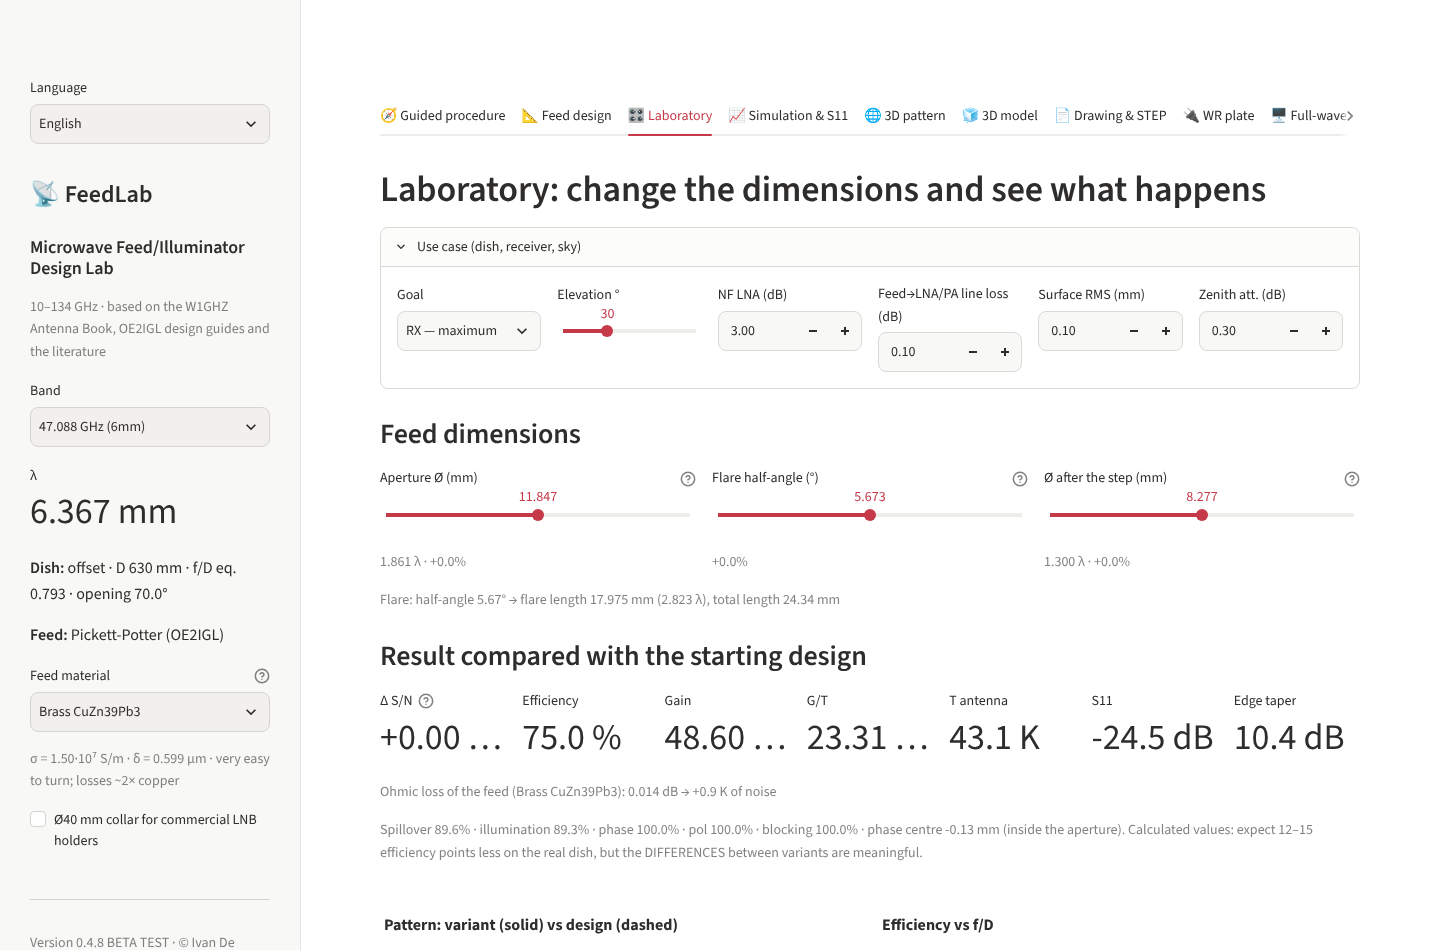 Language
English
📡 FeedLab
Microwave Feed/Illuminator
Design Lab
10–134 GHz · based on the W1GHZ
Antenna Book, OE2IGL design guides and
the literature
Band
47.088 GHz (6mm)
λ
6.367 mm
Dish: offset · D 630 mm · f/D eq.
0.793 · opening 70.0°
Feed: Pickett-Potter (OE2IGL)
Feed material
Brass CuZn39Pb3
σ = 1.50·10⁷ S/m · δ = 0.599 µm · very easy
to turn; losses ~2× copper
Ø40 mm collar for commercial LNB
holders
Version 0.4.8 BETA TEST · © Ivan De
🧭 Guided procedure 📐 Feed design 🎛️ Laboratory 📈 Simulation & S11 🌐 3D pattern 🧊 3D model 📄 Drawing & STEP 🔌 WR plate 🖥️ Full-wave
Laboratory: change the dimensions and see what happens
Use case (dish, receiver, sky)
Goal
RX — maximum
Elevation °
30
NF LNA (dB)
3.00
Feed→LNA/PA line loss
(dB)
0.10
Surface RMS (mm)
0.10
Zenith att. (dB)
0.30
Feed dimensions
Aperture Ø (mm)
11.847
1.861 λ · +0.0%
Flare half-angle (°)
5.673
+0.0%
Ø after the step (mm)
8.277
1.300 λ · +0.0%
Flare: half-angle 5.67° → flare length 17.975 mm (2.823 λ), total length 24.34 mm
Result compared with the starting design
Δ S/N
+0.00 …
Efficiency
75.0 %
Gain
48.60 …
G/T
23.31 …
T antenna
43.1 K
S11
-24.5 dB
Edge taper
10.4 dB
Ohmic loss of the feed (Brass CuZn39Pb3): 0.014 dB → +0.9 K of noise
Spillover 89.6% · illumination 89.3% · phase 100.0% · pol 100.0% · blocking 100.0% · phase centre -0.13 mm (inside the aperture). Calculated values: expect 12–15
efficiency points less on the real dish, but the DIFFERENCES between variants are meaningful.
Pattern: variant (solid) vs design (dashed)
Efficiency vs f/D